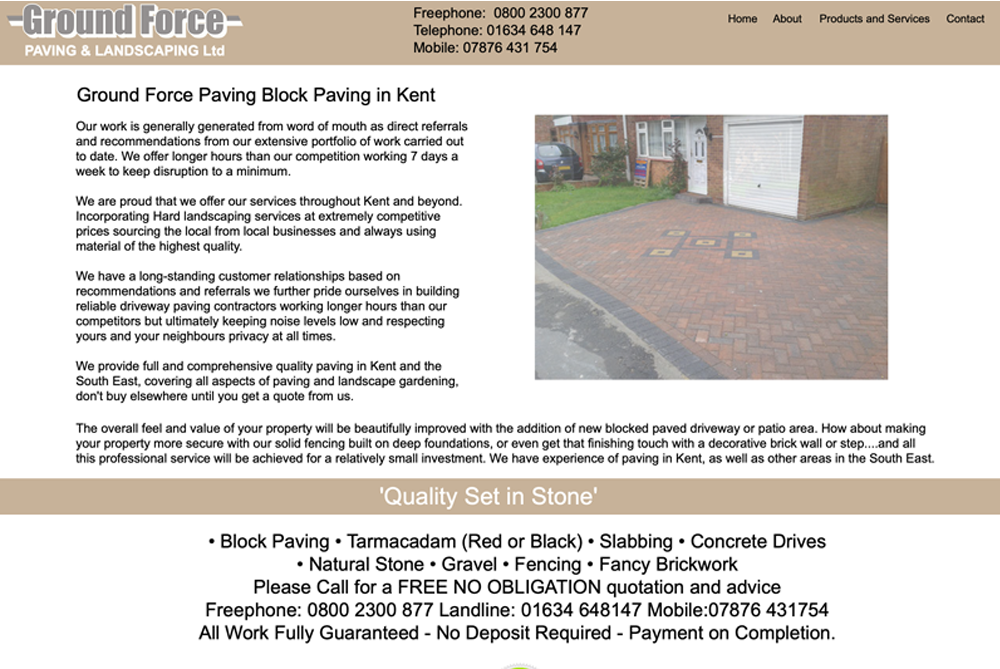 Ground Force
PAVING & LANDSCAPING Ltd
Freephone: 0800 2300 877
Telephone: 01634 648 147
Mobile: 07876 431 754
Home About Products and Services Contact
Ground Force Paving Block Paving in Kent
Our work is generally generated from word of mouth as direct referrals
and recommendations from our extensive portfolio of work carried out
to date. We offer longer hours than our competition working 7 days a
week to keep disruption to a minimum.
We are proud that we offer our services throughout Kent and beyond.
Incorporating Hard landscaping services at extremely competitive
prices sourcing the local from local businesses and always using
material of the highest quality.
We have a long-standing customer relationships based on
recommendations and referrals we further pride ourselves in building
reliable driveway paving contractors working longer hours than our
competitors but ultimately keeping noise levels low and respecting
yours and your neighbours privacy at all times.
We provide full and comprehensive quality paving in Kent and the
South East, covering all aspects of paving and landscape gardening,
don't buy elsewhere until you get a quote from us.
The overall feel and value of your property will be beautifully improved with the addition of new blocked paved driveway or patio area. How about making
your property more secure with our solid fencing built on deep foundations, or even get that finishing touch with a decorative brick wall or step....and all
this professional service will be achieved for a relatively small investment. We have experience of paving in Kent, as well as other areas in the South East.
'Quality Set in Stone'
• Block Paving • Tarmacadam (Red or Black) • Slabbing • Concrete Drives
• Natural Stone • Gravel • Fencing • Fancy Brickwork
Please Call for a FREE NO OBLIGATION quotation and advice
Freephone: 0800 2300 877 Landline: 01634 648147 Mobile:07876 431754
All Work Fully Guaranteed - No Deposit Required - Payment on Completion.